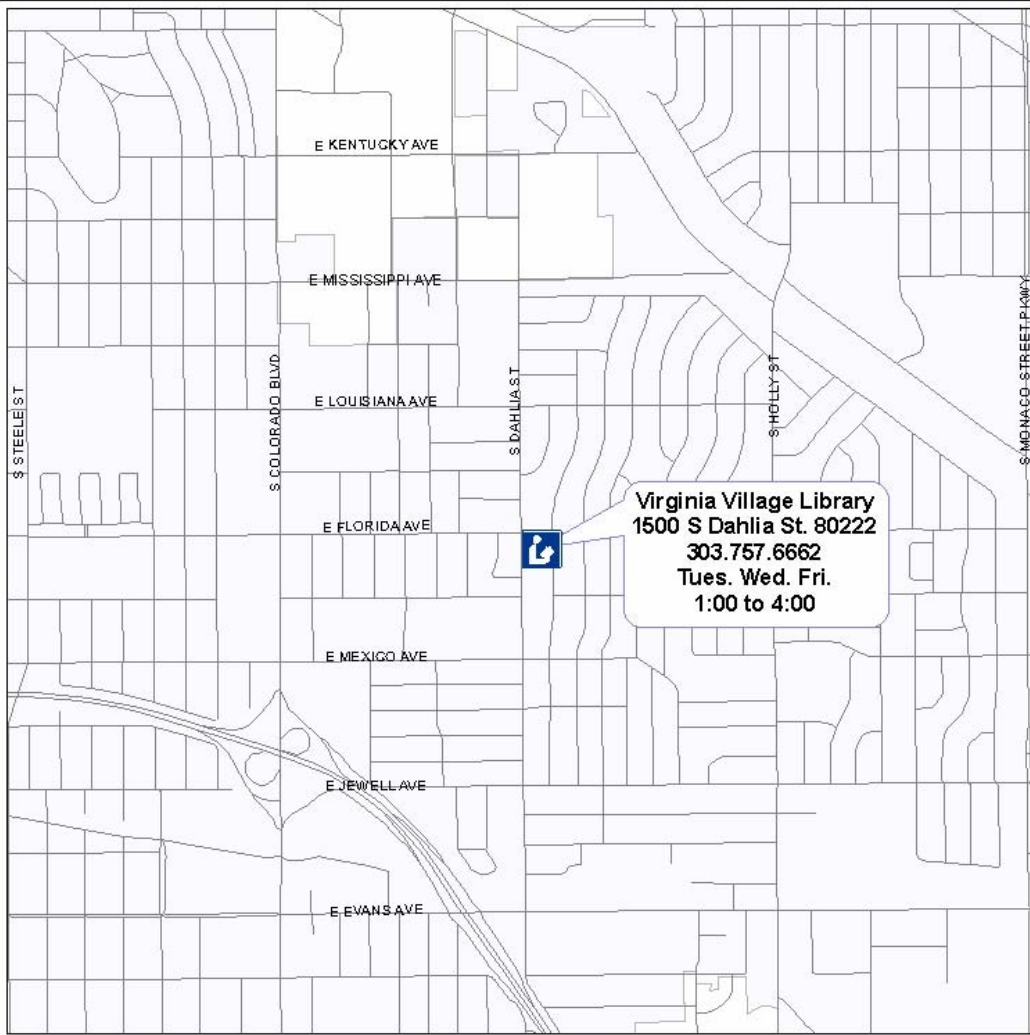 E KENTUCKY AVE
E MISSISSIPPI AVE
S MONACO STREET PKWY
S COLORADO BLVD
S DAHLIA ST
S HOLLY ST
S STEELE ST
E LOUISIANA AVE
E FLORIDA AVE
Virginia Village Library
1500 S Dahlia St. 80222
303.757.6662
Tues. Wed. Fri.
1:00 to 4:00
E MEXICO AVE
E JEWELL AVE
E EVANS AVE